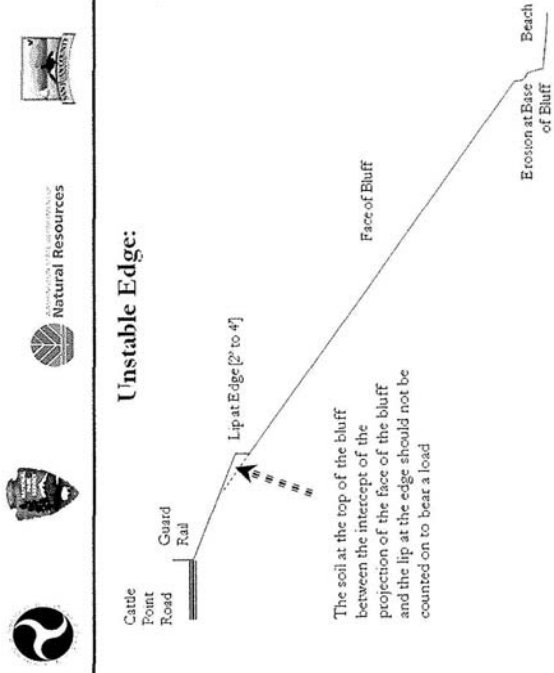 Natural Resources
Unstable Edge:
Cattle
Point
Road
Guard
Rail
Lip at Edge [2' to 4']
Face of Bluff
The soil at the top of the bluff
between the intercept of the
projection of the face of the bluff
and the lip at the edge should not be
counted on to bear a load
Erosion at Base
of Bluff
Beach